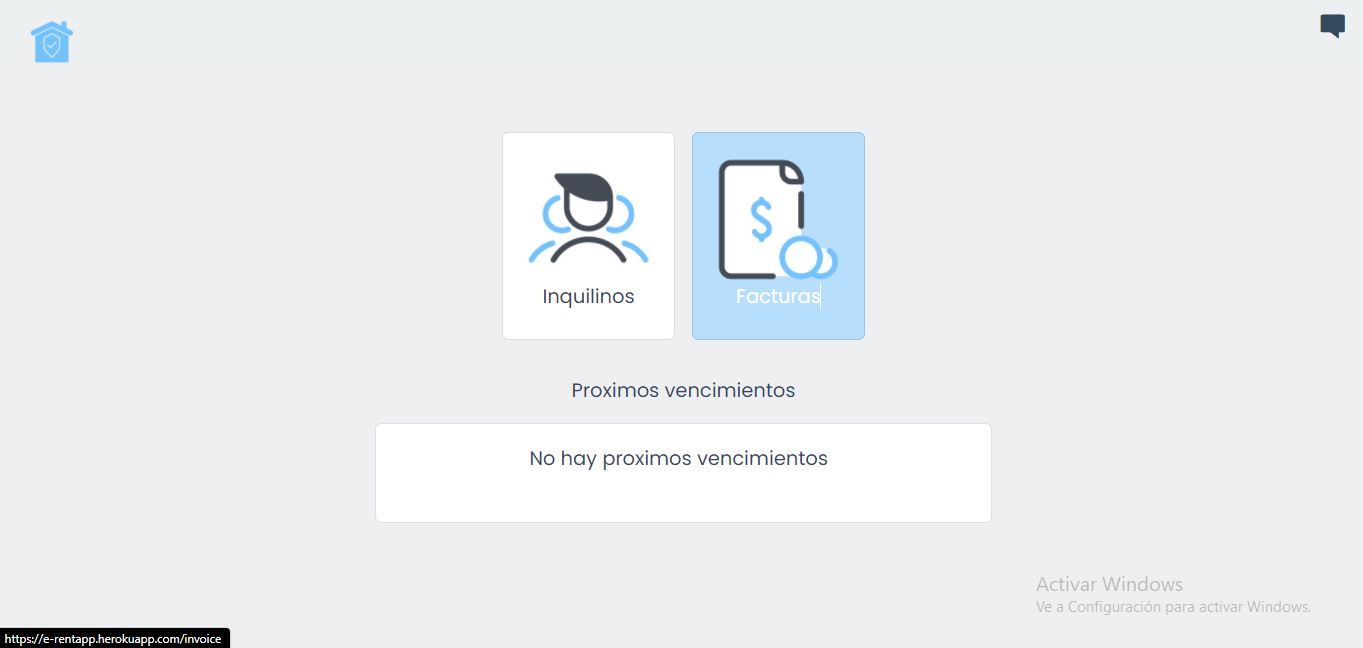 $
Inquilinos
Facturas
Proximos vencimientos
No hay proximos vencimientos
Activar Windows
Ve a Configuración para activar Windows.
https://e-rentapp.herokuapp.com/invoice